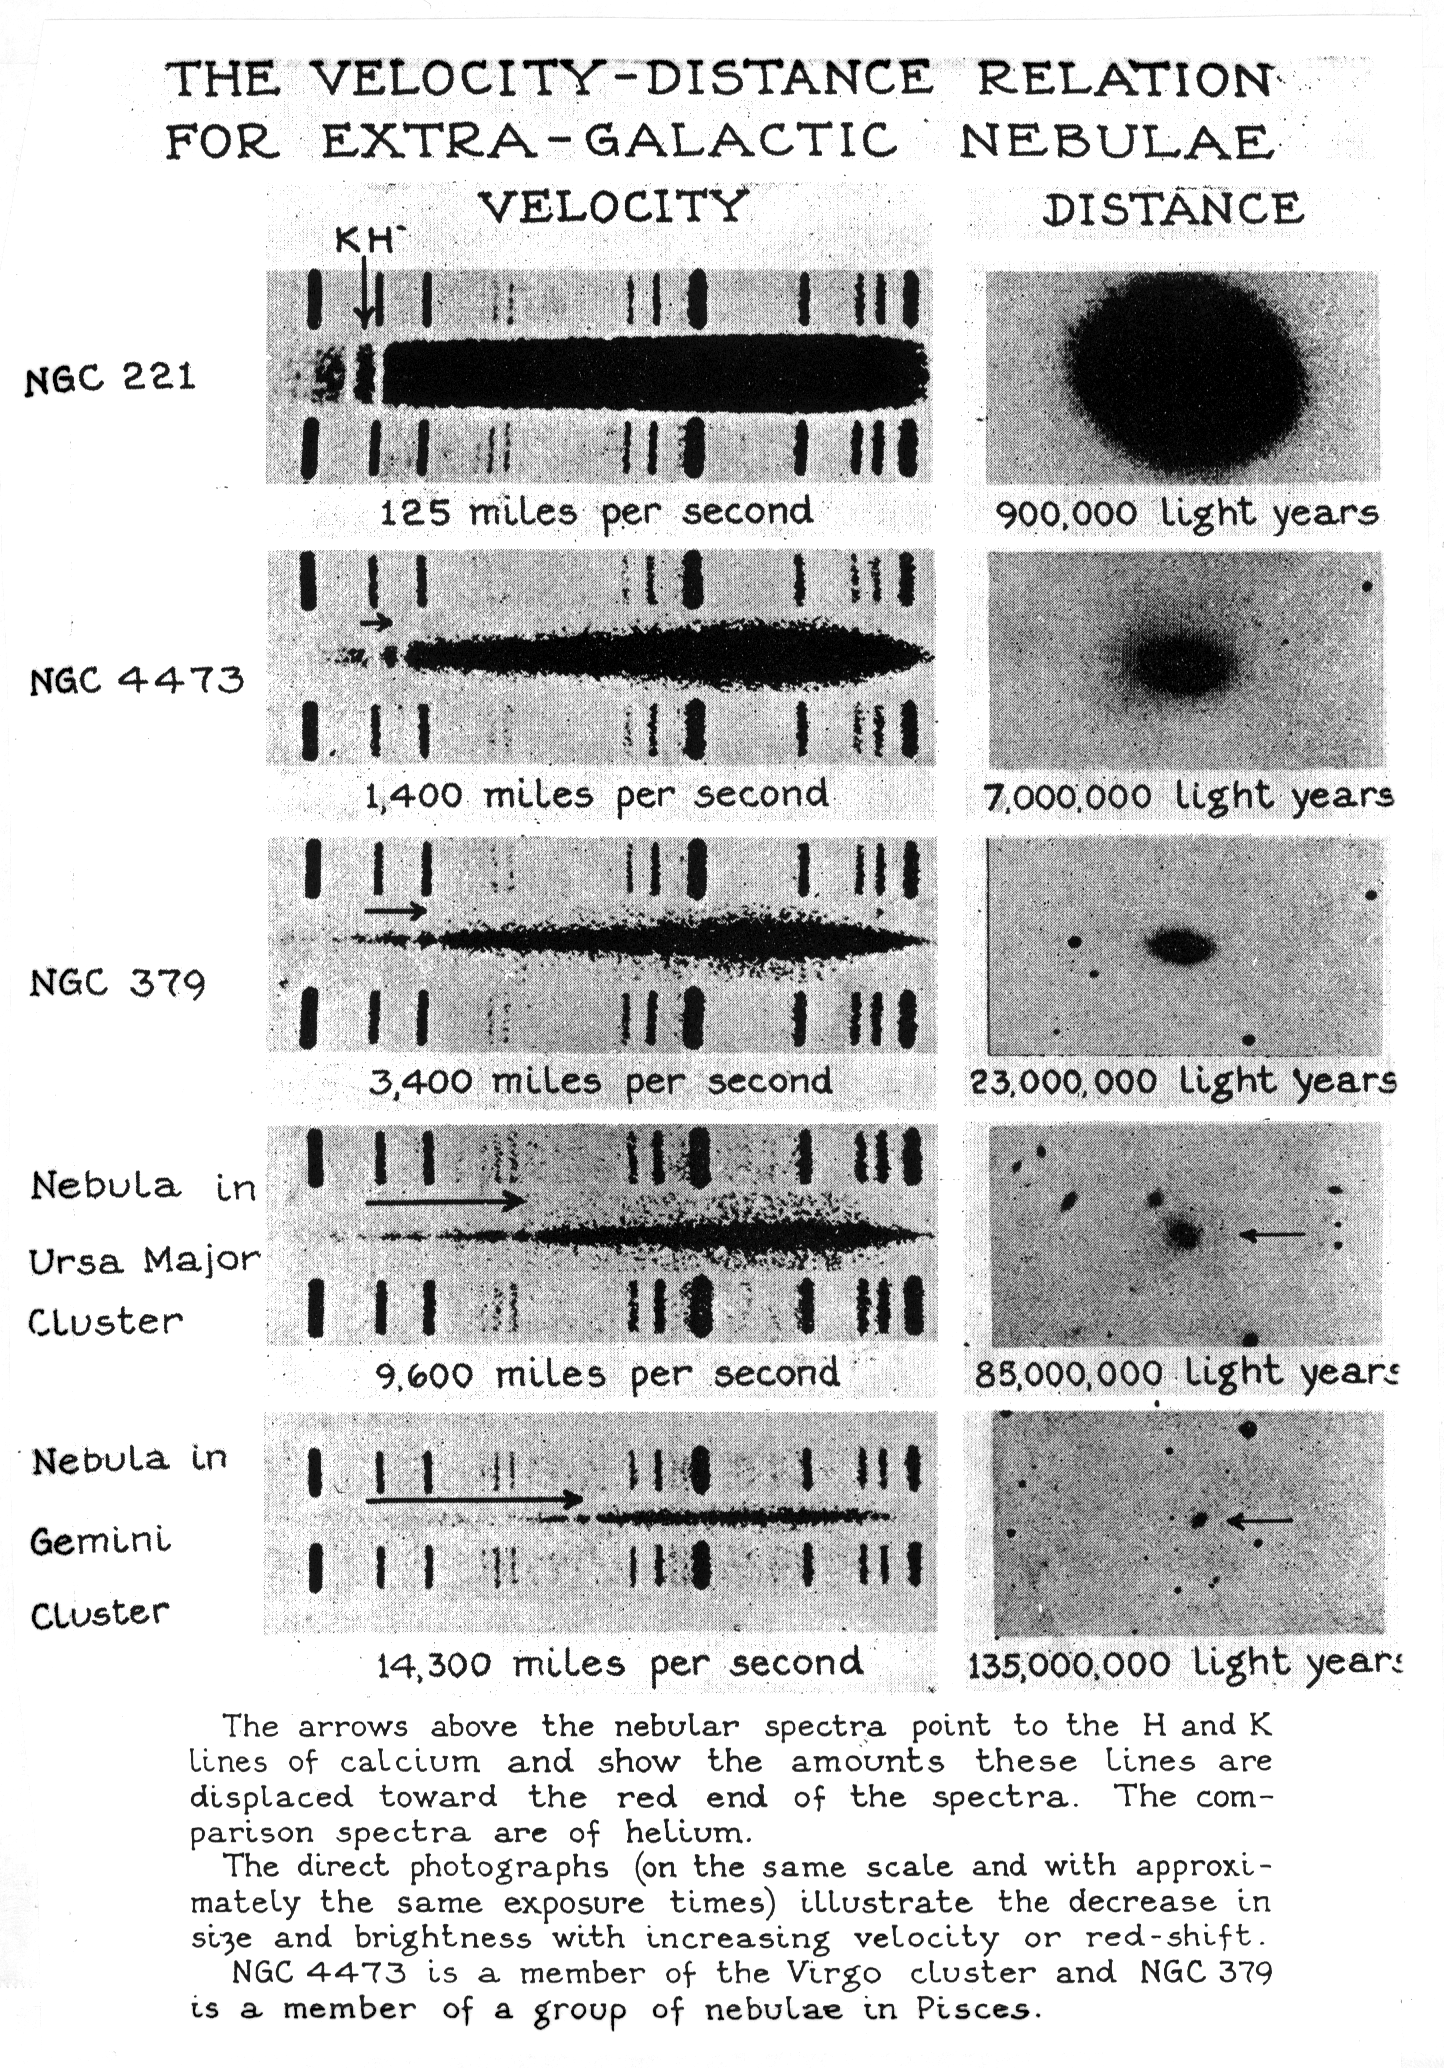 THE VELOCITY-DISTANCE RELATION
FOR EXTRA-GALACTIC NEBULAE
VELOCITY
DISTANCE
K H
NGC 221
125 miles per second
900,000 light years
NGC 4473
1,400 miles per second
7,000,000 light years
NGC 379
3,400 miles per second
23,000,000 light years
Nebula in
Ursa Major
Cluster
9,600 miles per second
85,000,000 light years
Nebula in
Gemini
Cluster
14,300 miles per second
135,000,000 light years
The arrows above the nebular spectra point to the H and K
lines of calcium and show the amounts these lines are
displaced toward the red end of the spectra. The com-
parison spectra are of helium.
The direct photographs (on the same scale and with approxi-
mately the same exposure times) illustrate the decrease in
size and brightness with increasing velocity or red-shift.
NGC 4473 is a member of the Virgo cluster and NGC 379
is a member of a group of nebulae in Pisces.